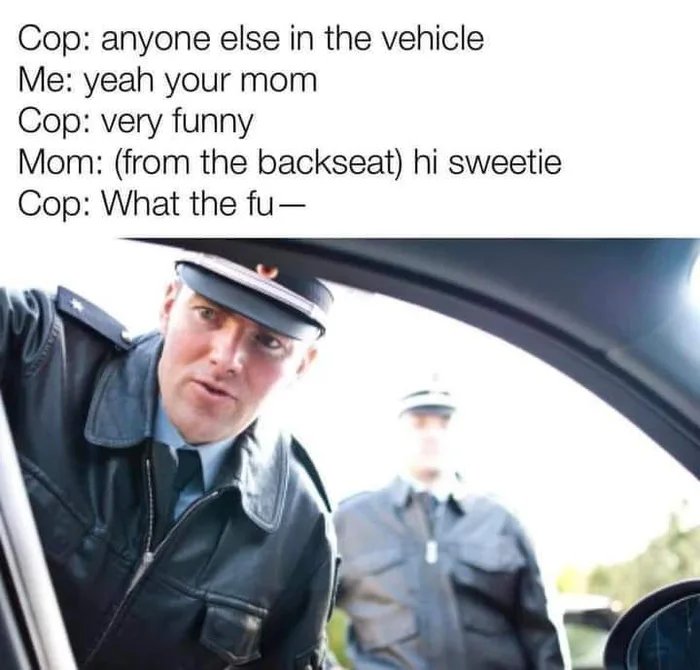 Cop: anyone else in the vehicle
Me: yeah your mom
Cop: very funny
Mom: (from the backseat) hi sweetie
Cop: What the fu—